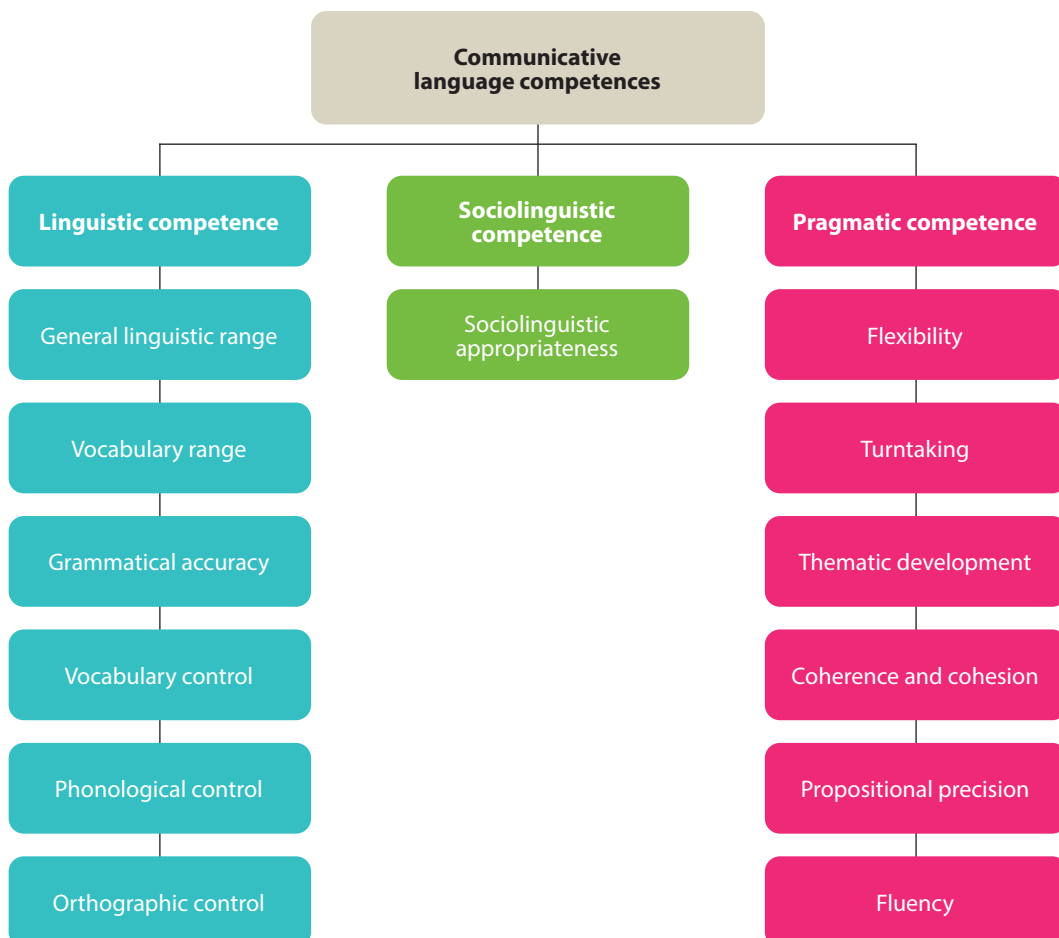 Communicative
language competences
Linguistic competence
General linguistic range
Vocabulary range
Grammatical accuracy
Vocabulary control
Phonological control
Orthographic control
Sociolinguistic
competence
Sociolinguistic
appropriateness
Pragmatic competence
Flexibility
Turntaking
Thematic development
Coherence and cohesion
Propositional precision
Fluency